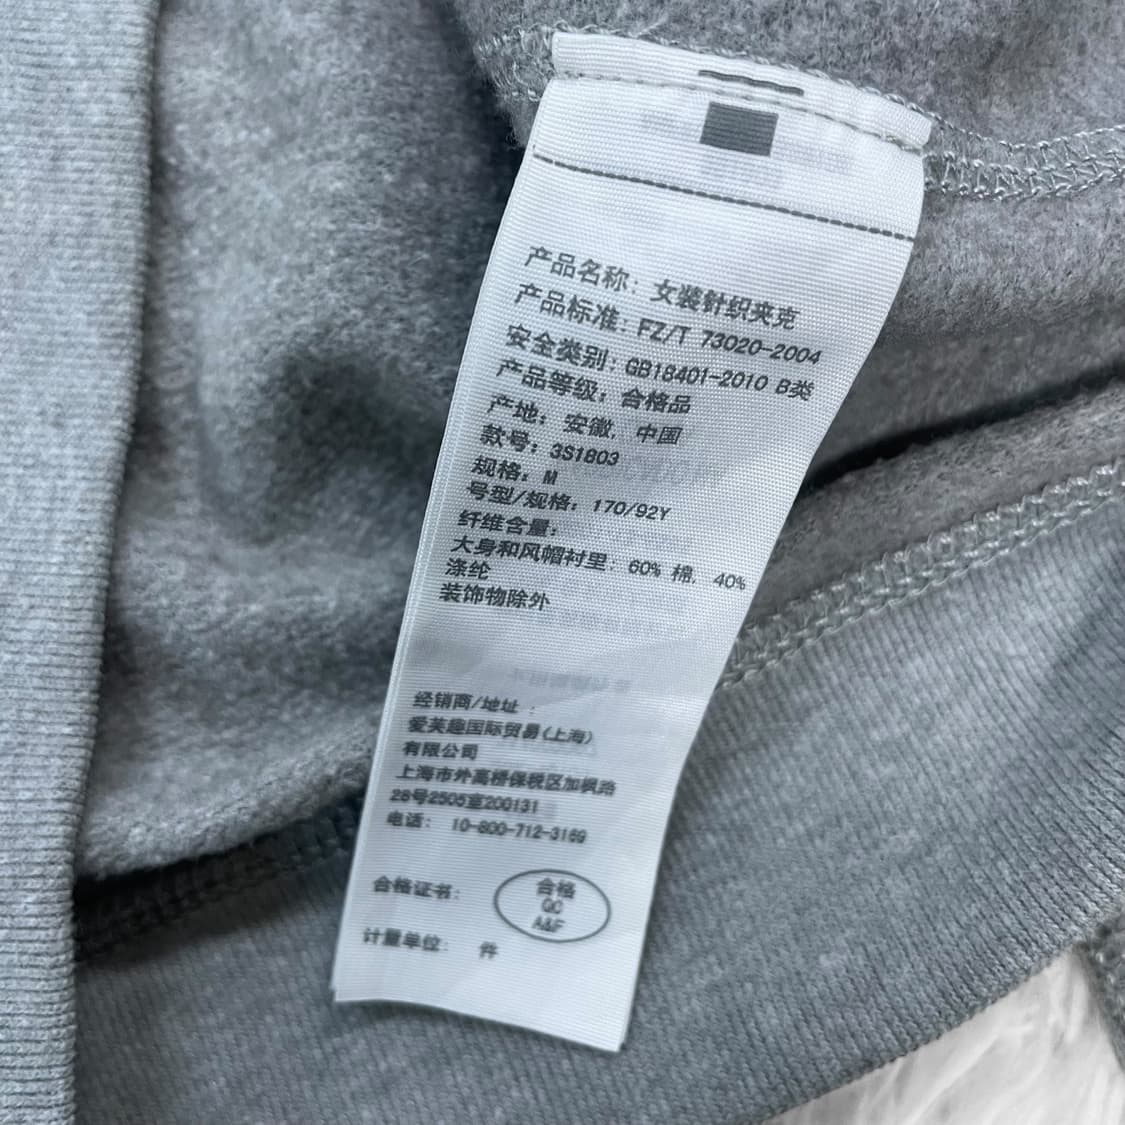 产品名称：女装针织夹克
产品标准：FZ/T 73020-2004
安全类别：GB18401-2010 B类
产品等级：合格品
产地：安徽，中国
款号：3S1803
规格：M
号型/规格：170/92Y
纤维含量：
大身和风帽衬里：60% 棉，40%
涤纶
装饰物除外
经销商/地址：
爱芙趣国际贸易(上海)
有限公司
上海市外高桥保税区加枫路
26号2505室200131
电话： 10-800-712-3169
合格证书：
合格
QC
A&F
计量单位： 件